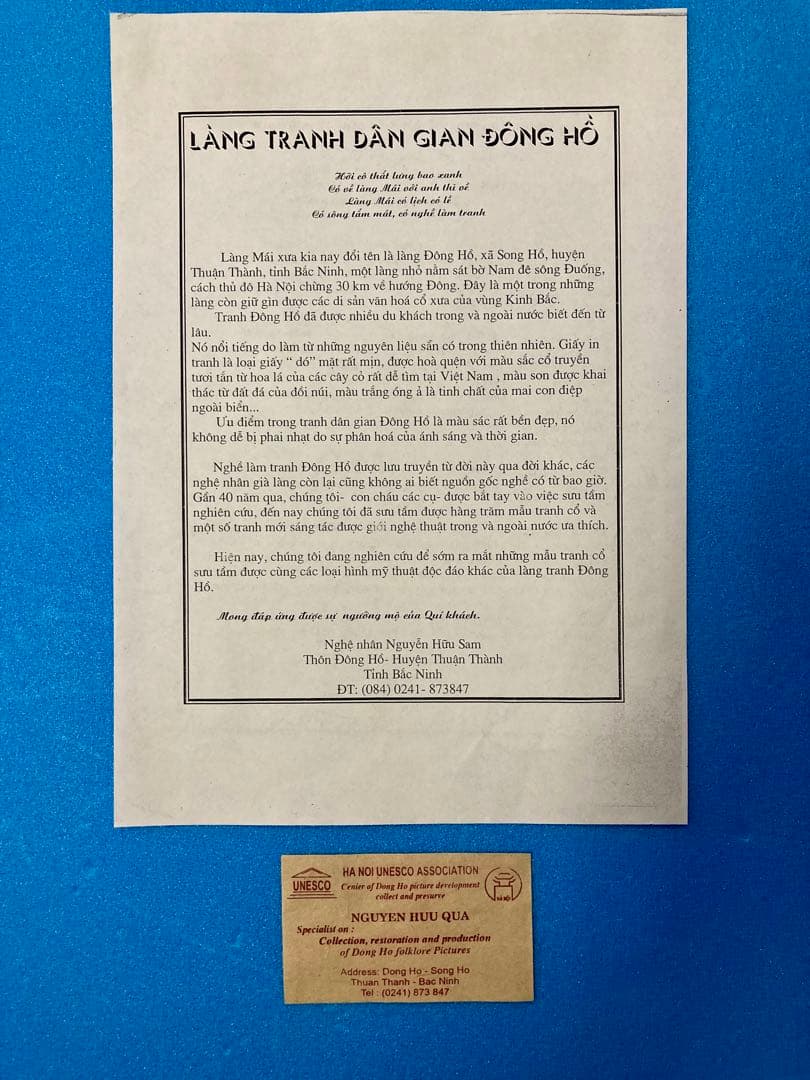 LÀNG TRANH DÂN GIAN ĐÔNG HỒ
Hỡi cô thắt lưng bao xanh
Có về làng Mái với anh thì về
Làng Mái có lịch có lề
Có sông tắm mát, có nghề làm tranh
Làng Mái xưa kia nay đổi tên là làng Đông Hồ, xã Song Hồ, huyện
Thuận Thành, tỉnh Bắc Ninh, một làng nhỏ nằm sát bờ Nam đê sông Đuống,
cách thủ đô Hà Nội chừng 30 km về hướng Đông. Đây là một trong những
làng còn giữ gìn được các di sản văn hoá cổ xưa của vùng Kinh Bắc.
Tranh Đông Hồ đã được nhiều du khách trong và ngoài nước biết đến từ
lâu.
Nó nổi tiếng do làm từ những nguyên liệu sẵn có trong thiên nhiên. Giấy in
tranh là loại giấy “ dó” mặt rất mịn, được hoà quện với màu sắc cổ truyền
tươi tắn từ hoa lá của các cây cỏ rất dễ tìm tại Việt Nam , màu son được khai
thác từ đất đá của đồi núi, màu trắng óng ả là tinh chất của mai con điệp
ngoài biển...
Ưu điểm trong tranh dân gian Đông Hồ là màu sác rất bền đẹp, nó
không dễ bị phai nhạt do sự phân hoá của ánh sáng và thời gian.
Nghề làm tranh Đông Hồ được lưu truyền từ đời này qua đời khác, các
nghệ nhân già làng còn lại cũng không ai biết nguồn gốc nghề có từ bao giờ.
Gần 40 năm qua, chúng tôi- con cháu các cụ- được bắt tay vào việc sưu tầm
nghiên cứu, đến nay chúng tôi đã sưu tầm được hàng trăm mẫu tranh cổ và
một số tranh mới sáng tác được giới nghệ thuật trong và ngoài nước ưa thích.
Hiện nay, chúng tôi đang nghiên cứu để sớm ra mắt những mẫu tranh cổ
sưu tầm được cùng các loại hình mỹ thuật độc đáo khác của làng tranh Đông
Hồ.
Mong đáp ứng được sự ngưỡng mộ của Quí khách.
Nghệ nhân Nguyễn Hữu Sam
Thôn Đông Hồ- Huyện Thuận Thành
Tỉnh Bắc Ninh
ĐT: (084) 0241- 873847
UNESCO
HA NOI UNESCO ASSOCIATION
Center of Dong Ho picture development
collect and preserve
HÀ NỘI
NGUYEN HUU QUA
Specialist on :
Collection, restoration and production
of Dong Ho folklore Pictures
Address: Dong Ho - Song Ho
Thuan Thanh - Bac Ninh
Tel : (0241) 873 847